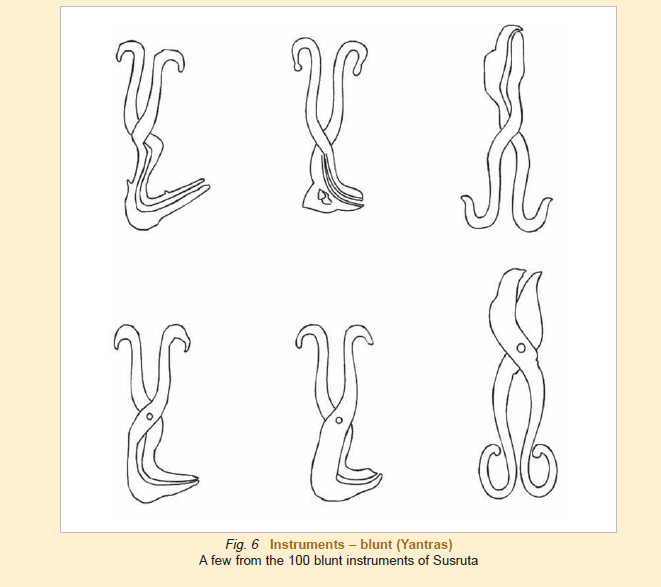 Fig. 6 Instruments – blunt (Yantras)
A few from the 100 blunt instruments of Susruta